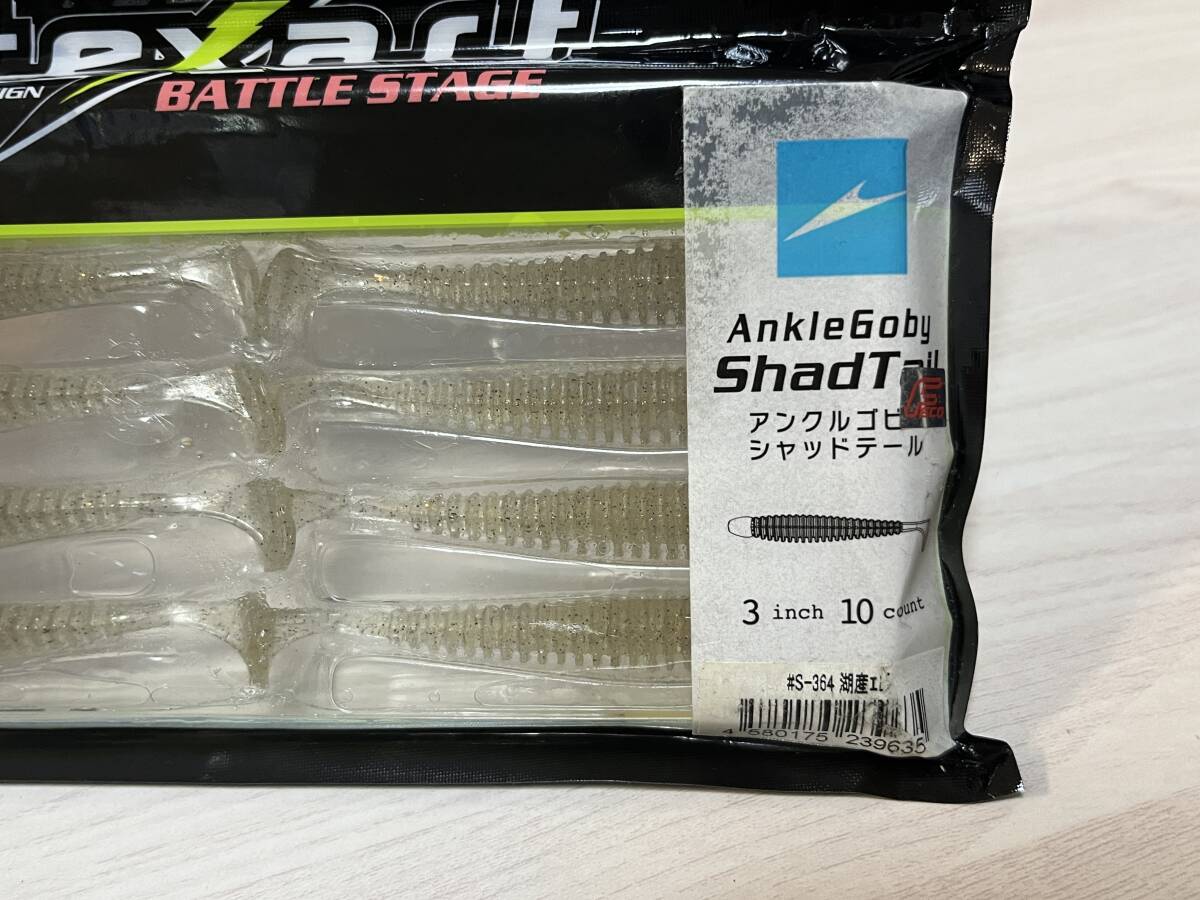 BATTLE STAGE
AnkleGoby
ShadTail
アンクルゴビー
シャッドテール
3 inch 10 count
#S-364 湖産エビ
4 580175 239635